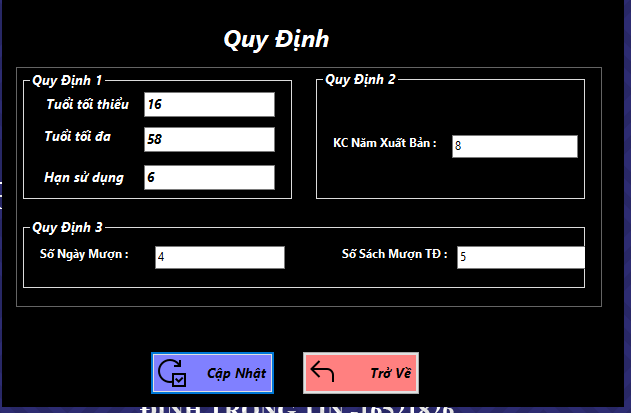 Quy Định
Quy Định 1
Tuổi tối thiểu 16
Tuổi tối đa 58
Hạn sử dụng 6
Quy Định 2
KC Năm Xuất Bản : 8
Quy Định 3
Số Ngày Mượn : 4 Số Sách Mượn TĐ : 5
Cập Nhật Trở Về